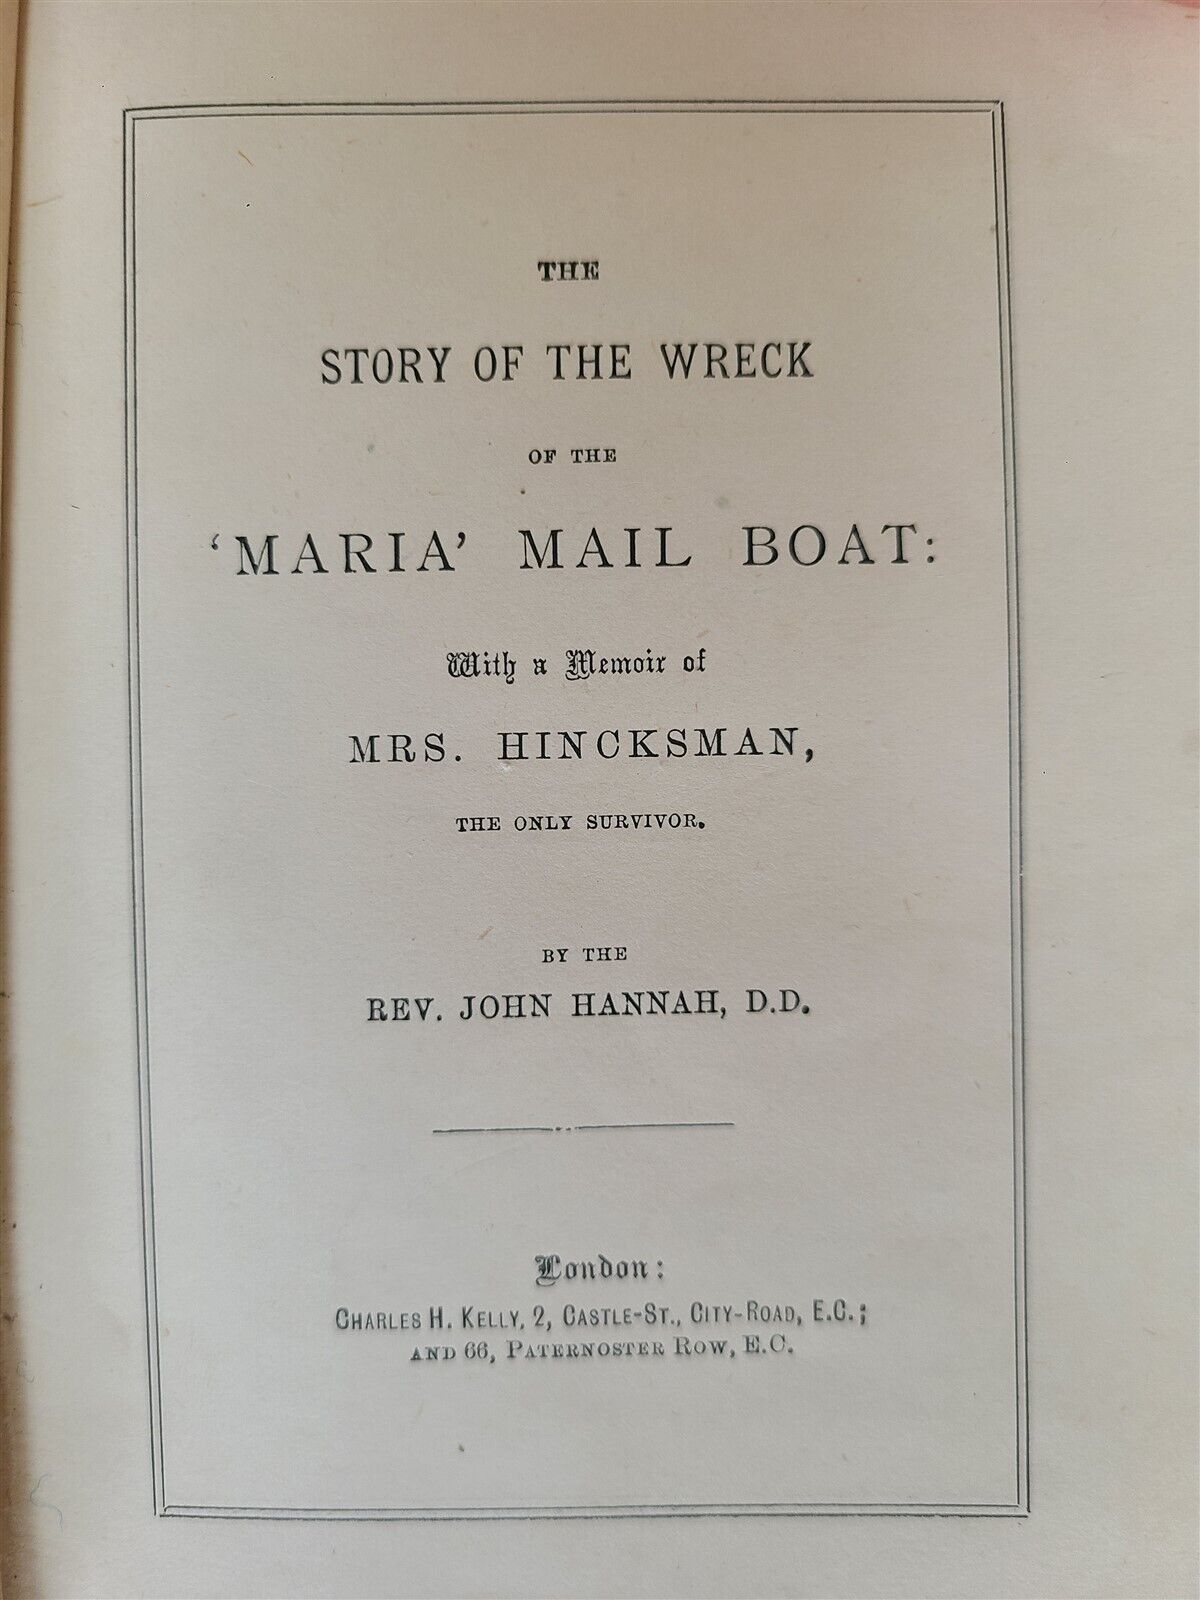 THE
STORY OF THE WRECK
OF THE
‘MARIA’ MAIL BOAT:
With a Memoir of
MRS. HINCKSMAN,
THE ONLY SURVIVOR.
BY THE
REV. JOHN HANNAH, D.D.
London:
CHARLES H. KELLY, 2, CASTLE-ST., CITY-ROAD, E.C.;
AND 66, PATERNOSTER ROW, E.C.